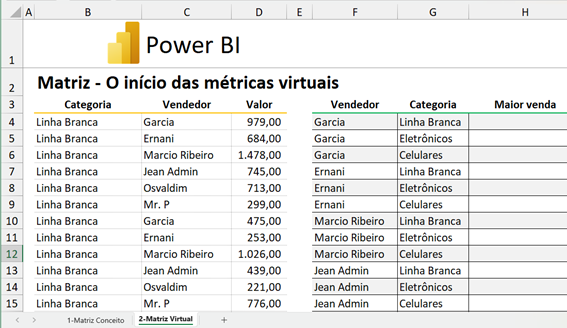 A B C D E F G H
1 Power BI
2 Matriz - O início das métricas virtuais
3 Categoria Vendedor Valor Vendedor Categoria Maior venda
4 Linha Branca Garcia 979,00 Garcia Linha Branca
5 Linha Branca Ernani 684,00 Garcia Eletrônicos
6 Linha Branca Marcio Ribeiro 1.478,00 Garcia Celulares
7 Linha Branca Jean Admin 745,00 Ernani Linha Branca
8 Linha Branca Osvaldim 713,00 Ernani Eletrônicos
9 Linha Branca Mr. P 299,00 Ernani Celulares
10 Linha Branca Garcia 475,00 Marcio Ribeiro Linha Branca
11 Linha Branca Ernani 253,00 Marcio Ribeiro Eletrônicos
12 Linha Branca Marcio Ribeiro 1.026,00 Marcio Ribeiro Celulares
13 Linha Branca Jean Admin 439,00 Jean Admin Linha Branca
14 Linha Branca Osvaldim 221,00 Jean Admin Eletrônicos
15 Linha Branca Mr. P 776,00 Jean Admin Celulares
1-Matriz Conceito 2-Matriz Virtual +